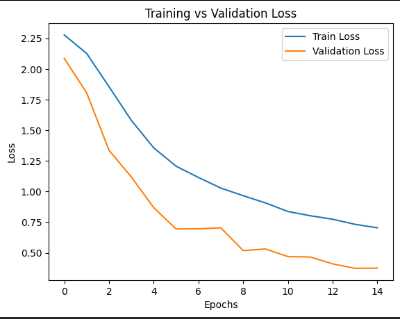 Training vs Validation Loss
Train Loss
Validation Loss
2.25
2.00
1.75
1.50
1.25
1.00
0.75
0.50
Loss
0 2 4 6 8 10 12 14
Epochs